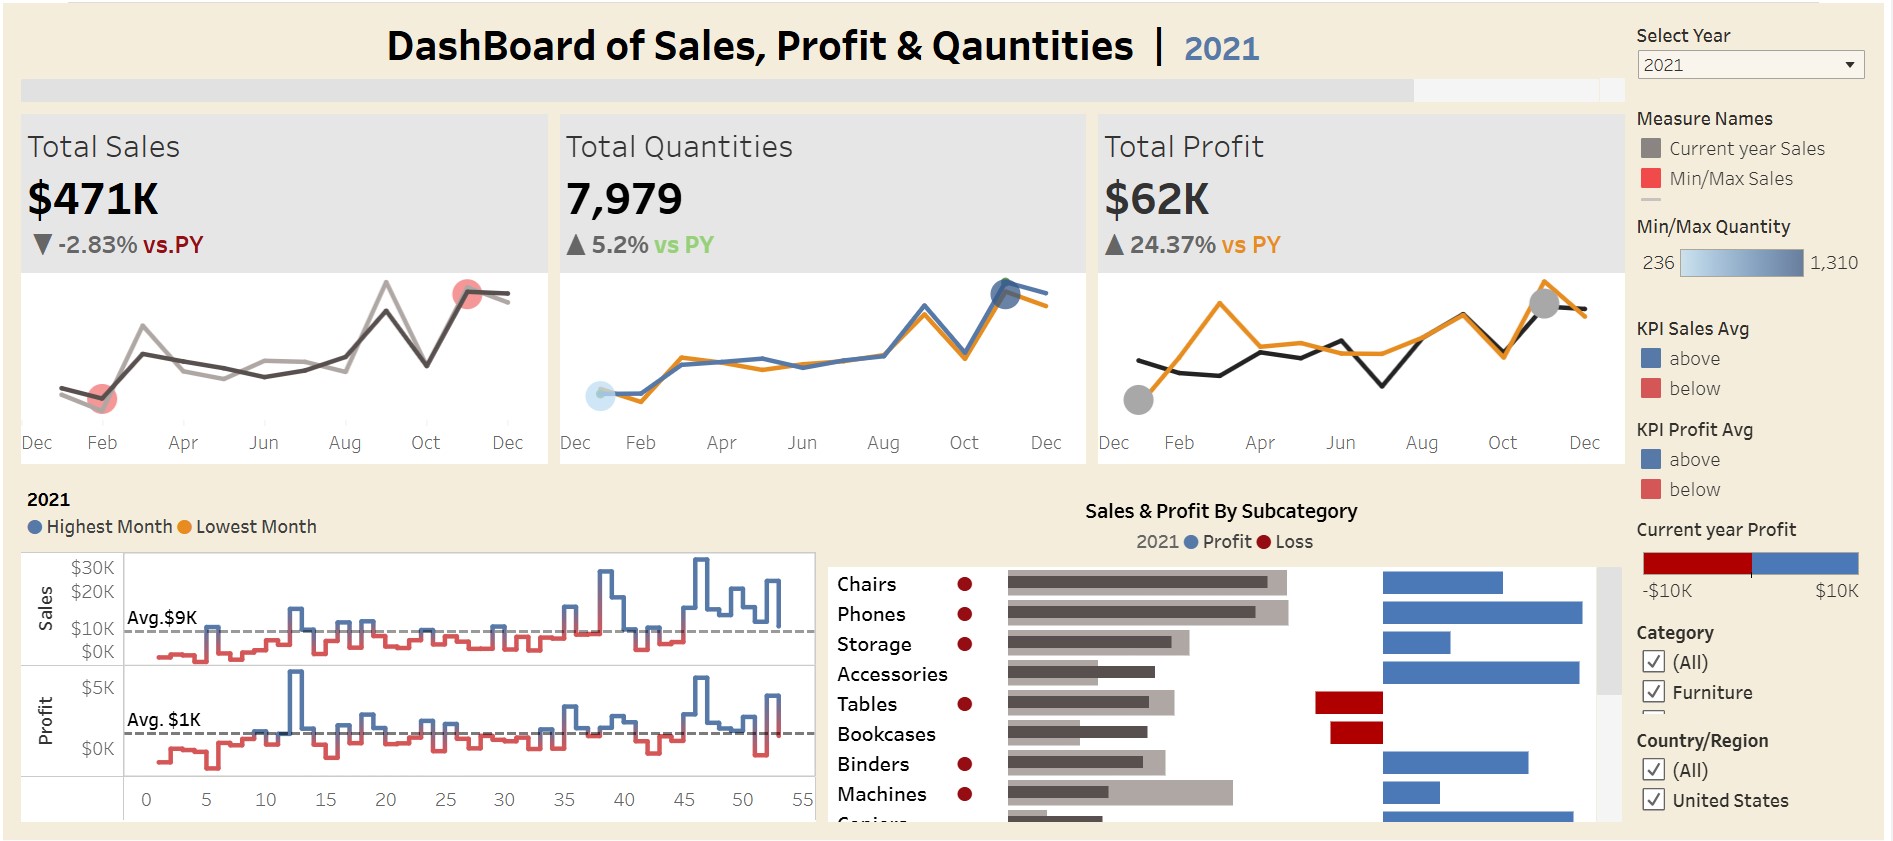 DashBoard of Sales, Profit & Qauntities | 2021
Total Sales
$471K
▼ -2.83% vs.PY
Dec Feb Apr Jun Aug Oct Dec
Total Quantities
7,979
▲ 5.2% vs PY
Dec Feb Apr Jun Aug Oct Dec
Total Profit
$62K
▲ 24.37% vs PY
Dec Feb Apr Jun Aug Oct Dec
2021
Highest Month Lowest Month
Sales
$30K
$20K
$10K
$0K
Avg.$9K
Profit
$5K
$0K
Avg. $1K
0 5 10 15 20 25 30 35 40 45 50 55
Sales & Profit By Subcategory
2021 Profit Loss
Chairs
Phones
Storage
Accessories
Tables
Bookcases
Binders
Machines
Select Year
2021
Measure Names
Current year Sales
Min/Max Sales
Min/Max Quantity
236 1,310
KPI Sales Avg
above
below
KPI Profit Avg
above
below
Current year Profit
-$10K $10K
Category
(All)
Furniture
Country/Region
(All)
United States